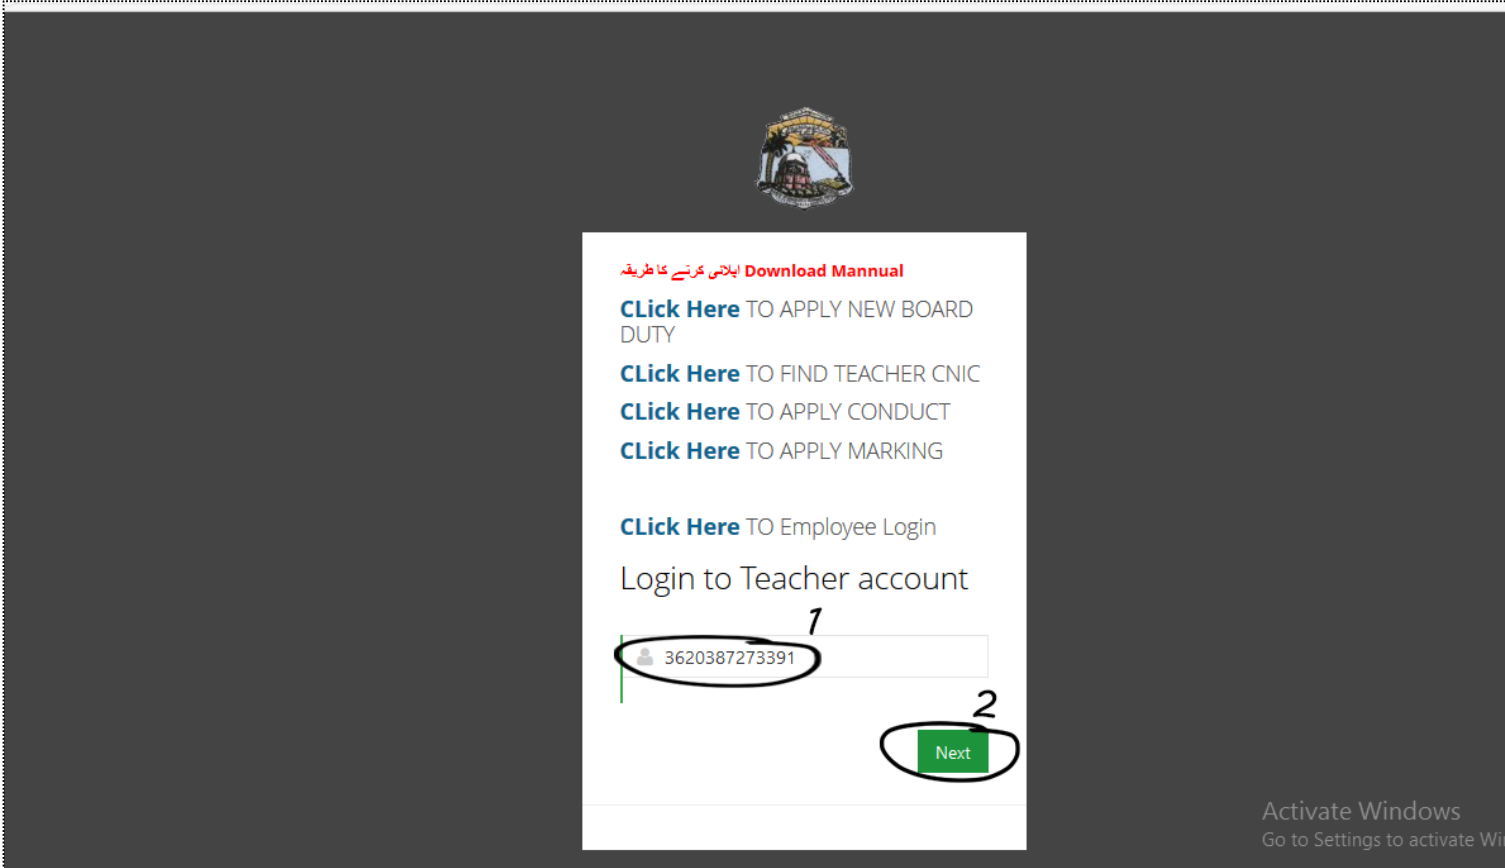 Download Mannual اپلائی کرنے کا طریقہ
CLick Here TO APPLY NEW BOARD
DUTY
CLick Here TO FIND TEACHER CNIC
CLick Here TO APPLY CONDUCT
CLick Here TO APPLY MARKING
CLick Here TO Employee Login
Login to Teacher account
1
3620387273391
2
Next
Activate Windows
Go to Settings to activate